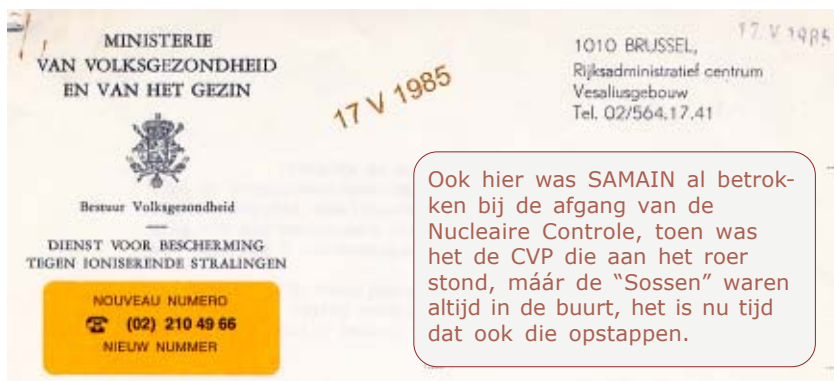 MINISTERIE
VAN VOLKSGEZONDHEID
EN VAN HET GEZIN
Bestuur Volksgezondheid
DIENST VOOR BESCHERMING
TEGEN IONISERENDE STRALINGEN
NOUVEAU NUMERO
☎ (02) 210 49 66
NIEUW NUMMER
17 V 1985
17 V 1985
1010 BRUSSEL,
Rijksadministratief centrum
Vesaliusgebouw
Tel. 02/564.17.41
Ook hier was SAMAIN al betrok-
ken bij de afgang van de
Nucleaire Controle, toen was
het de CVP die aan het roer
stond, máár de “Sossen” waren
altijd in de buurt, het is nu tijd
dat ook die opstappen.